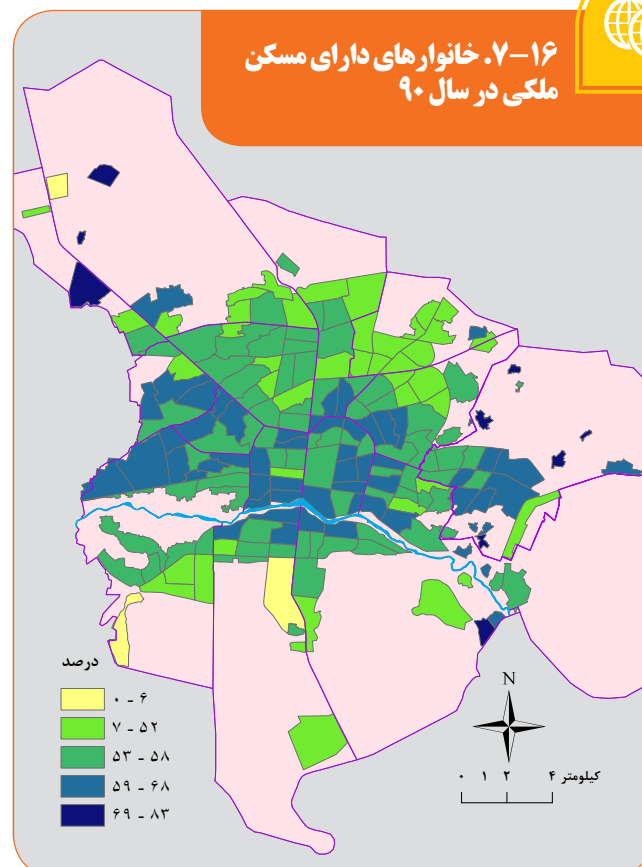 ۷-۱۶. خانوارهای دارای مسکن
ملکی در سال ۹۰
درصد
۰ - ۶
۷ - ۵۲
۵۳ - ۵۸
۵۹ - ۶۸
۶۹ - ۸۳
N
۰ ۱ ۲ ۴ کیلومتر